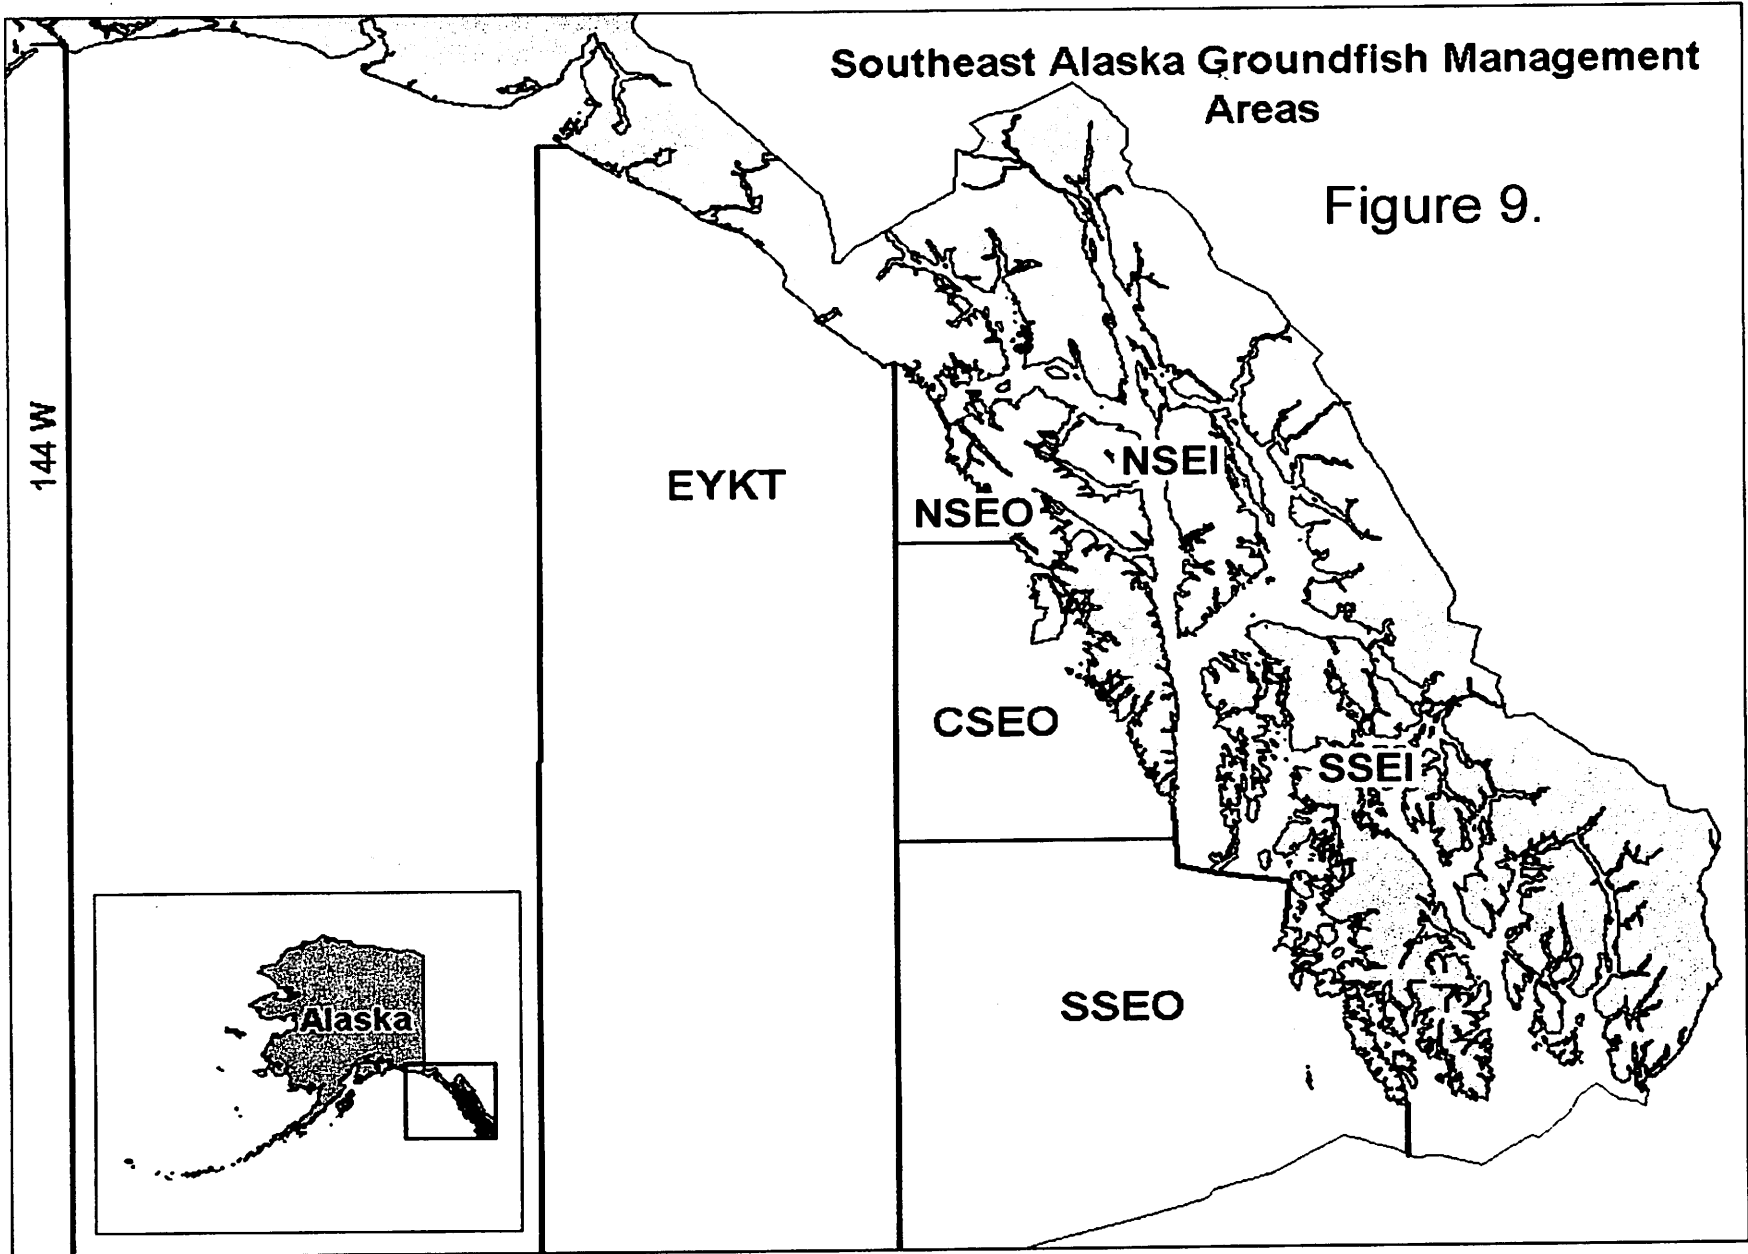 Southeast Alaska Groundfish Management
Areas
Figure 9.
144 W
EYKT
NSEI
NSEO
CSEO
SSEI
SSEO
Alaska